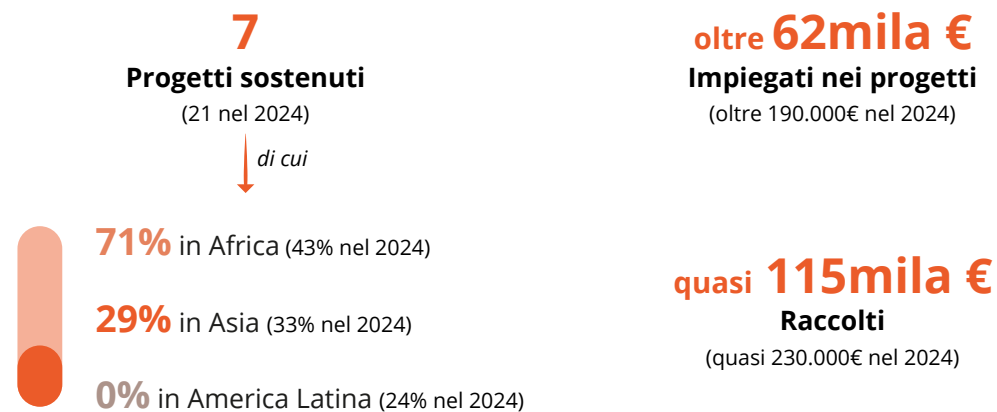 7
Progetti sostenuti
(21 nel 2024)
di cui
71% in Africa (43% nel 2024)
29% in Asia (33% nel 2024)
0% in America Latina (24% nel 2024)
oltre 62mila €
Impiegati nei progetti
(oltre 190.000€ nel 2024)
quasi 115mila €
Raccolti
(quasi 230.000€ nel 2024)